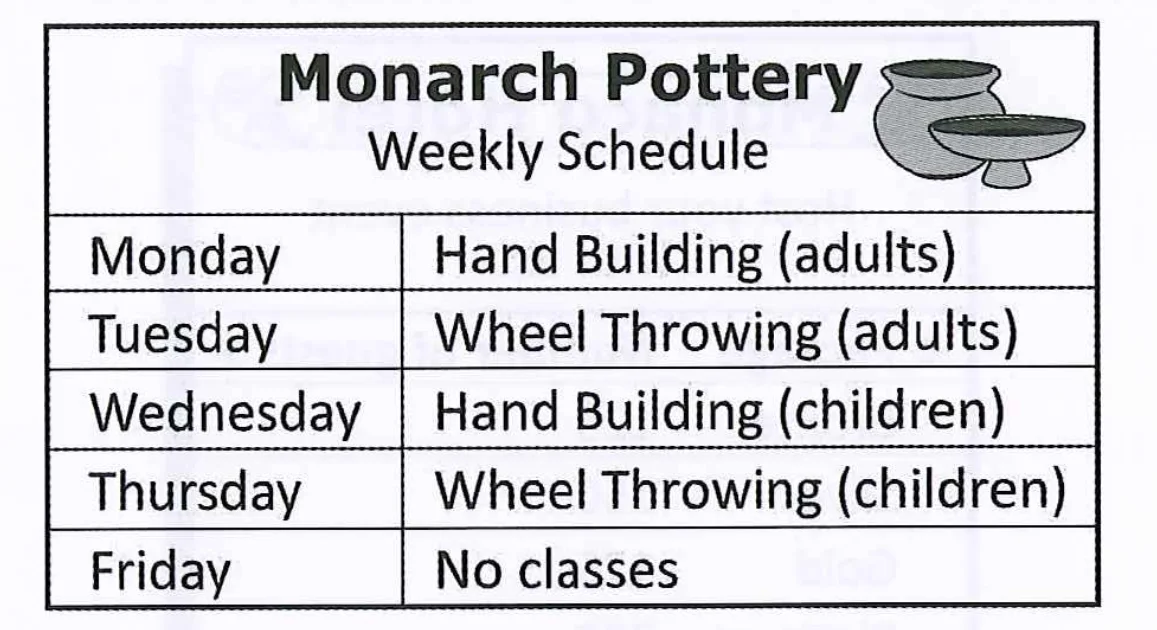 Monarch Pottery
Weekly Schedule
Monday Hand Building (adults)
Tuesday Wheel Throwing (adults)
Wednesday Hand Building (children)
Thursday Wheel Throwing (children)
Friday No classes